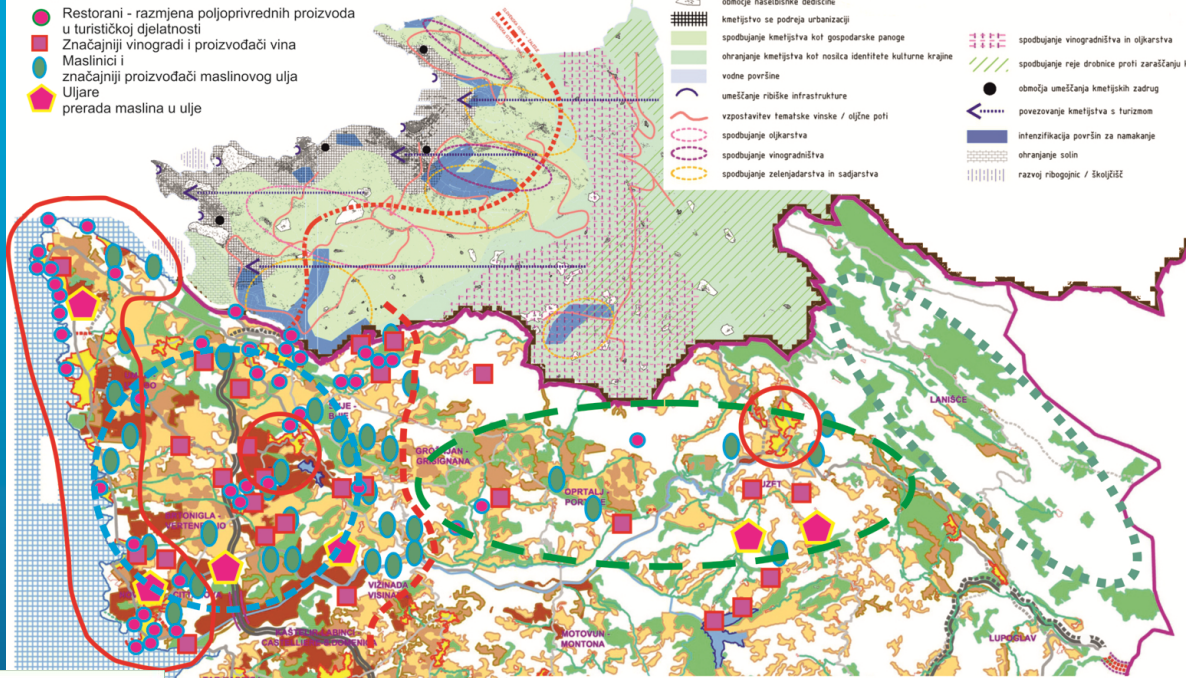 Restorani - razmjena poljoprivrednih proizvoda
u turističkoj djelatnosti
Značajniji vinogradi i proizvođači vina
Maslinici i
značajniji proizvođači maslinovog ulja
Uljare
prerada maslina u ulje
območje naselbinske dediščine
kmetijstvo se podreja urbanizaciji
spodbujanje kmetijstva kot gospodarske panoge
ohranjanje kmetijstva kot nosilca identitete kulturne krajine
vodne površine
umeščanje ribiške infrastrukture
vzpostavitev tematske vinske / oljčne poti
spodbujanje oljkarstva
spodbujanje vinogradništva
spodbujanje zelenjadarstva in sadjarstva
spodbujanje vinogradništva in oljkarstva
spodbujanje reje drobnice proti zaraščanju
območja umeščanja kmetijskih zadrug
povezovanje kmetijstva s turizmom
intenzifikacija površin za namakanje
ohranjanje solin
razvoj ribogojnic / školjčišč
LANIŠĆE
GROŽNJAN -
GRISIGNANA
OPRTALJ -
VIŽINADA
VISINADA
MOTOVUN -
MONTONA
LUPOGLAV